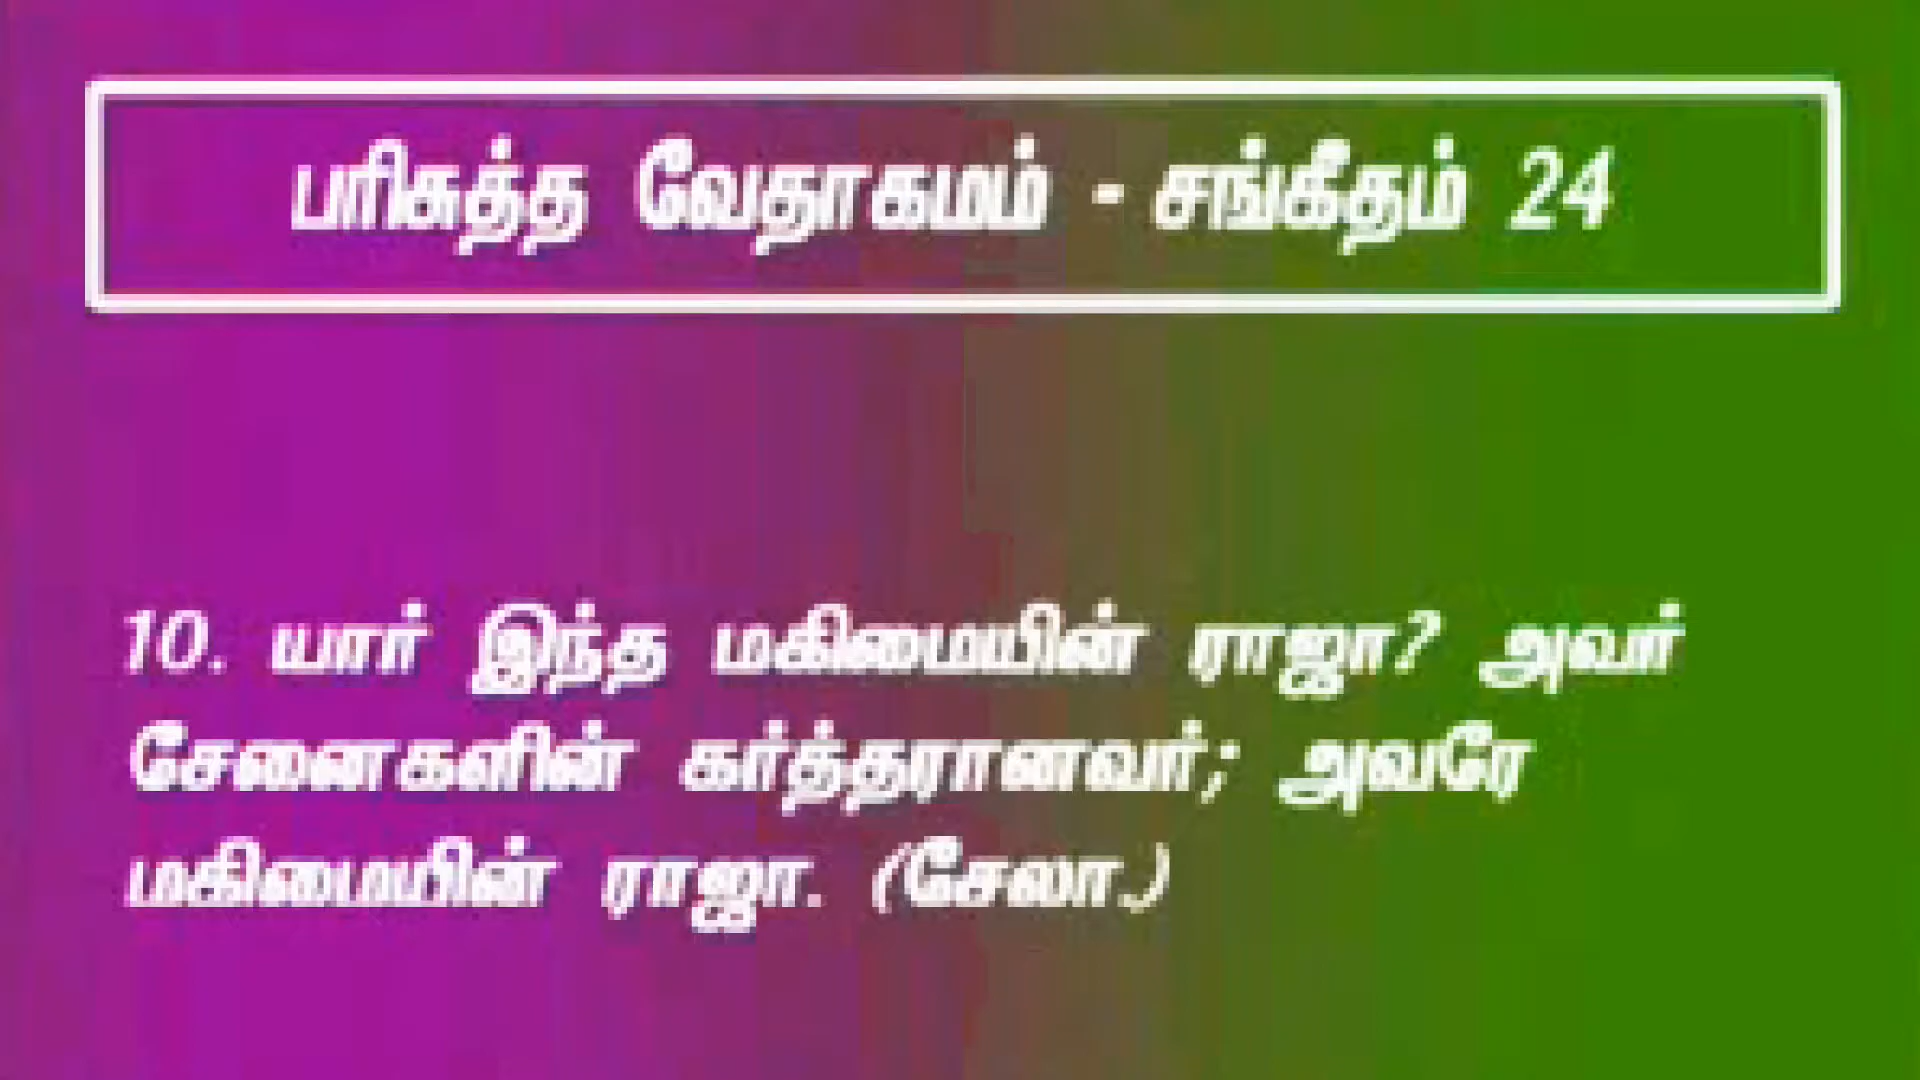 பரிசுத்த வேதாகமம் - சங்கீதம் 24
10. யார் இந்த மகிமையின் ராஜா? அவர்
சேனைகளின் கர்த்தரானவர்; அவரே
மகிமையின் ராஜா. (சேலா.)